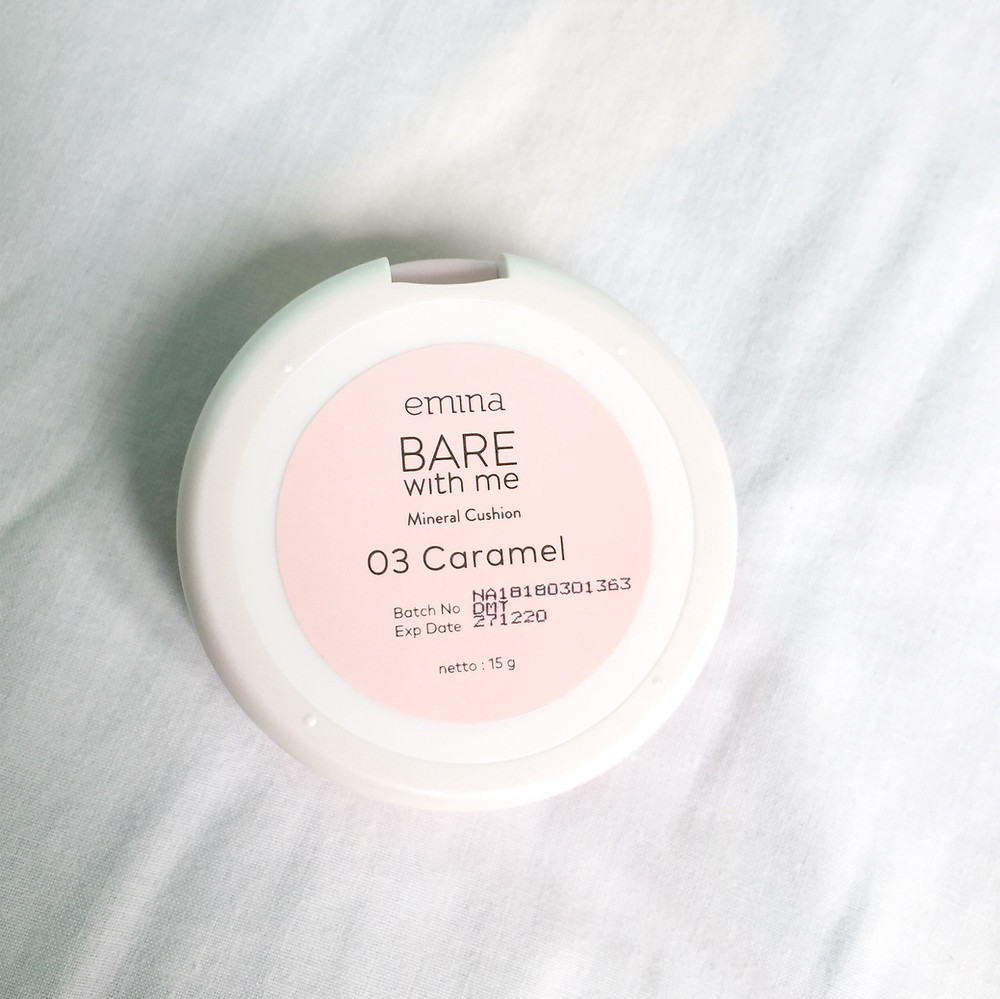 emina
BARE
with me
Mineral Cushion
03 Caramel
NA18180301363
Batch No DMT
Exp Date 271220
netto : 15 g